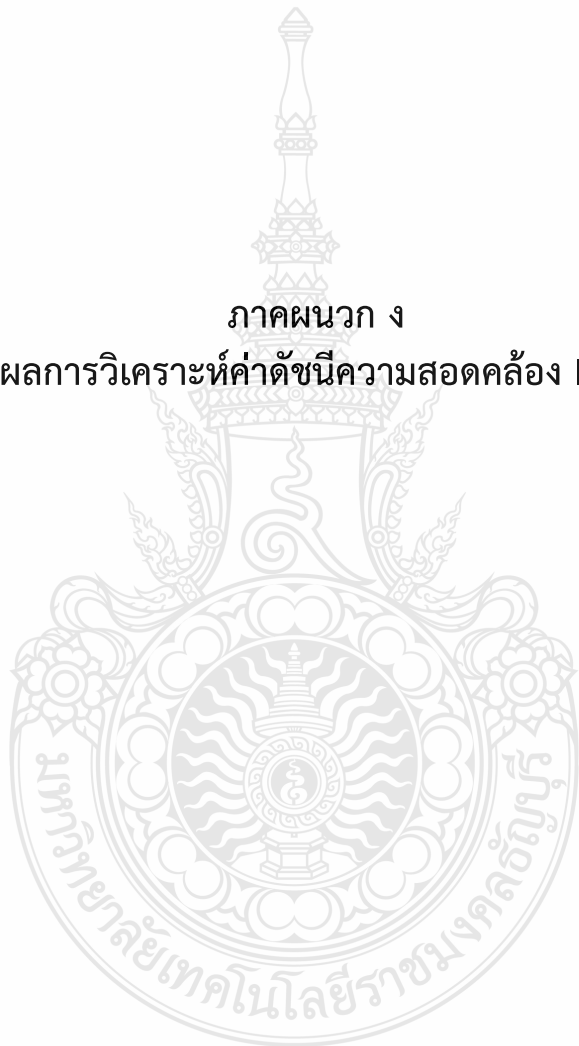 ภาคผนวก ง
ผลการวิเคราะห์ค่าดัชนีความสอดคล้อง
มหาวิทยาลัยเทคโนโลยีราชมงคลธัญบุรี